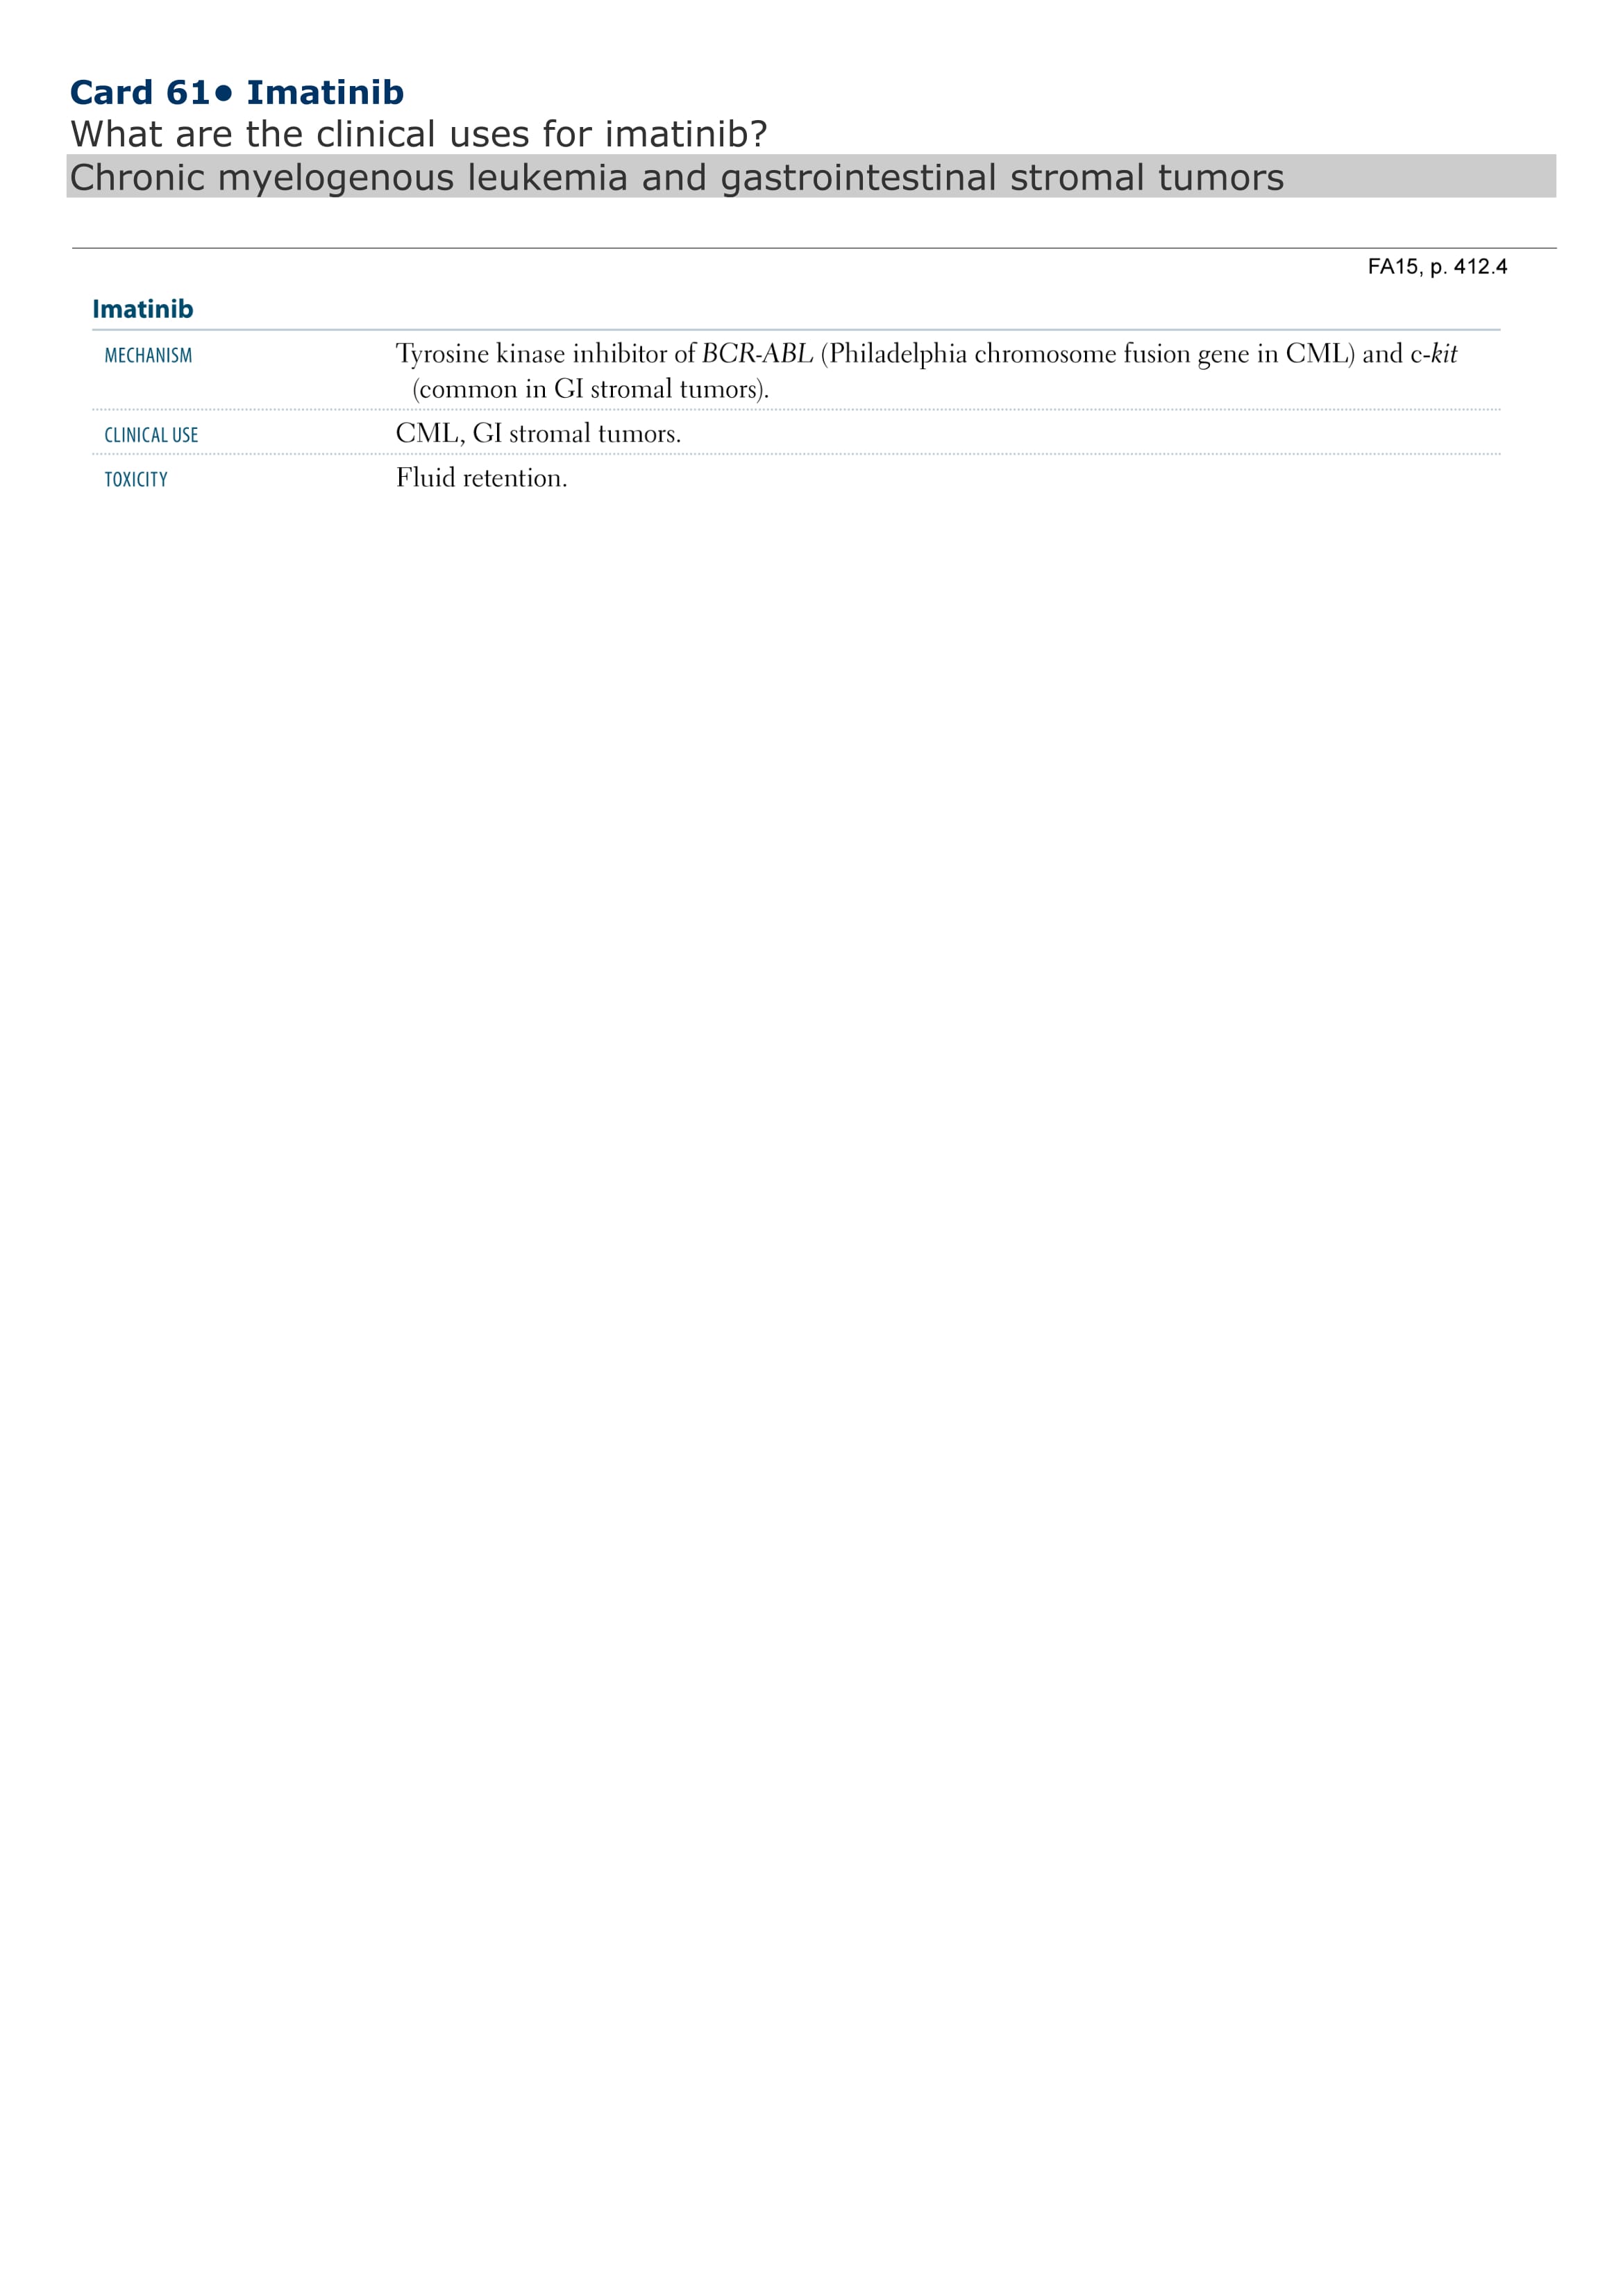 Card 61• Imatinib
What are the clinical uses for imatinib?
Chronic myelogenous leukemia and gastrointestinal stromal tumors
FA15, p. 412.4
Imatinib
MECHANISM Tyrosine kinase inhibitor of BCR-ABL (Philadelphia chromosome fusion gene in CML) and c-kit
(common in GI stromal tumors).
CLINICAL USE CML, GI stromal tumors.
TOXICITY Fluid retention.